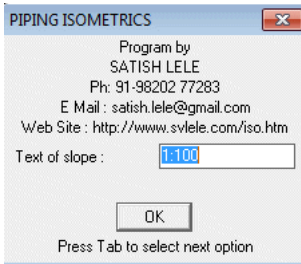 PIPING ISOMETRICS
Program by
SATISH LELE
Ph: 91-98202 77283
E Mail : satish.lele@gmail.com
Web Site : http://www.svlele.com/iso.htm
Text of slope : 1:100
OK
Press Tab to select next option